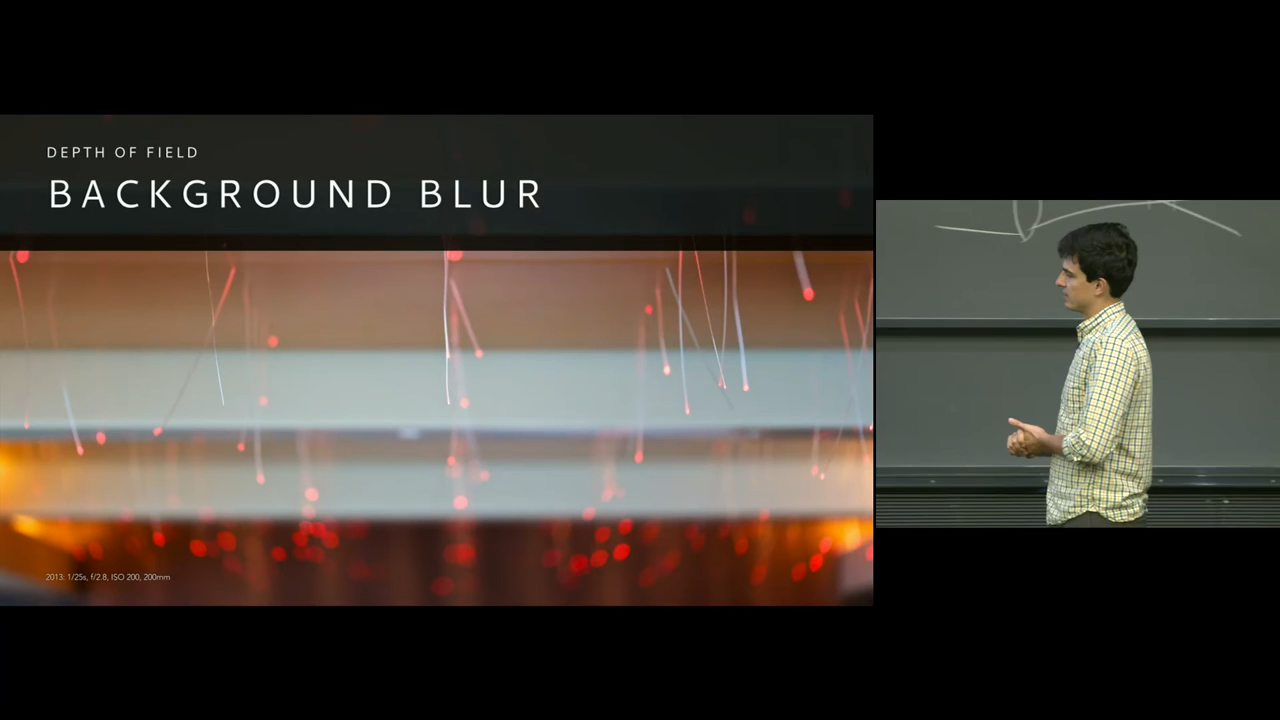 DEPTH OF FIELD
BACKGROUND BLUR
2013: 1/25s, f/2.8, ISO 200, 200mm